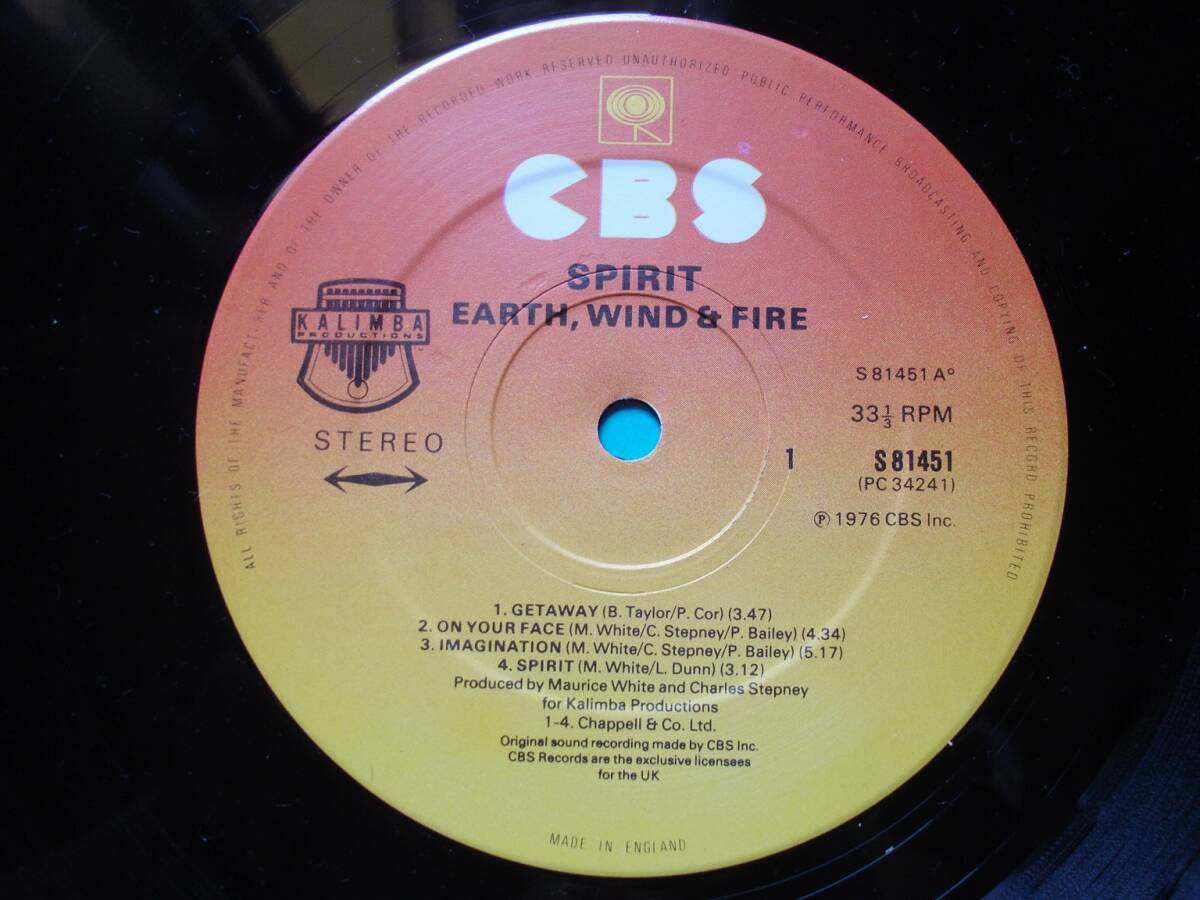 ALL RIGHTS OF THE MANUFACTURER AND OF THE OWNER OF THE RECORDED WORK RESERVED UNAUTHORIZED PUBLIC PERFORMANCE BROADCASTING AND COPYING OF THIS RECORD PROHIBITED
CBS
SPIRIT
EARTH, WIND & FIRE
KALIMBA
PRODUCTIONS
STEREO
S 81451 A°
33⅓ RPM
1
S 81451
(PC 34241)
℗ 1976 CBS Inc.
1. GETAWAY (B. Taylor/P. Cor) (3.47)
2. ON YOUR FACE (M. White/C. Stepney/P. Bailey) (4.34)
3. IMAGINATION (M. White/C. Stepney/P. Bailey) (5.17)
4. SPIRIT (M. White/L. Dunn) (3.12)
Produced by Maurice White and Charles Stepney
for Kalimba Productions
1-4. Chappell & Co. Ltd.
Original sound recording made by CBS Inc.
CBS Records are the exclusive licensees
for the UK
MADE IN ENGLAND